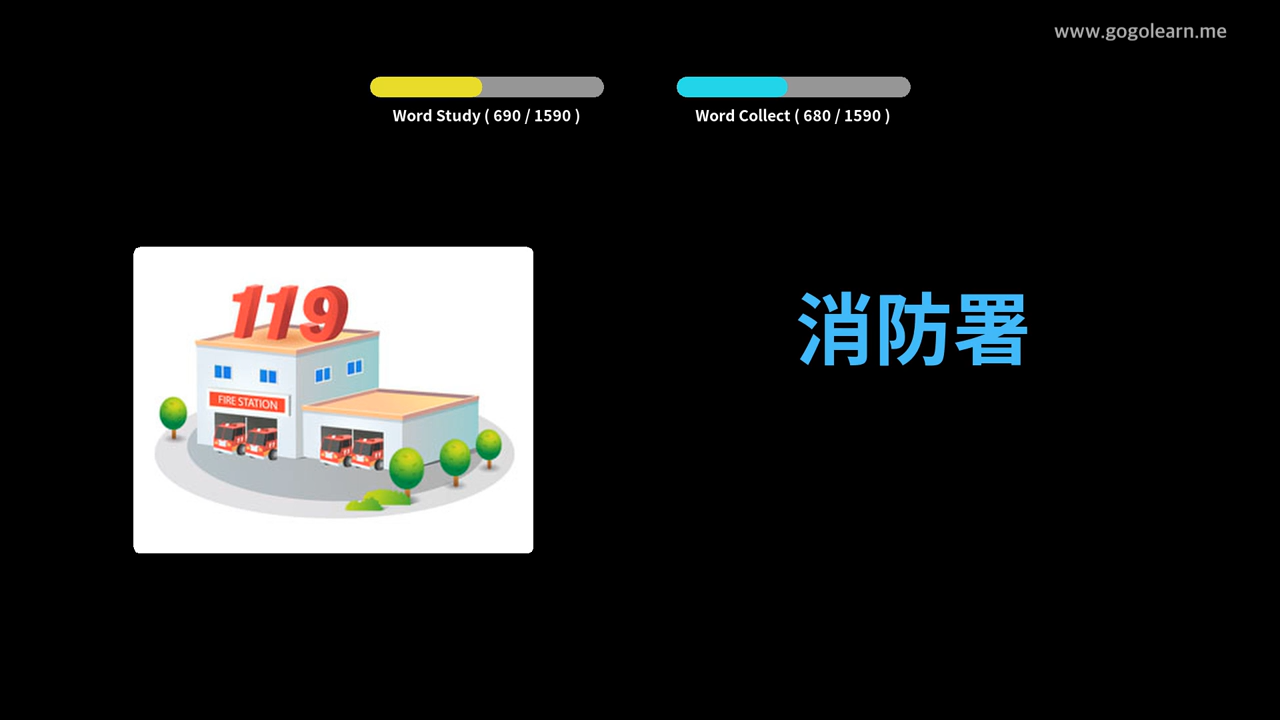 www.gogolearn.me
Word Study ( 690 / 1590 )
Word Collect ( 680 / 1590 )
119
FIRE STATION
消防署